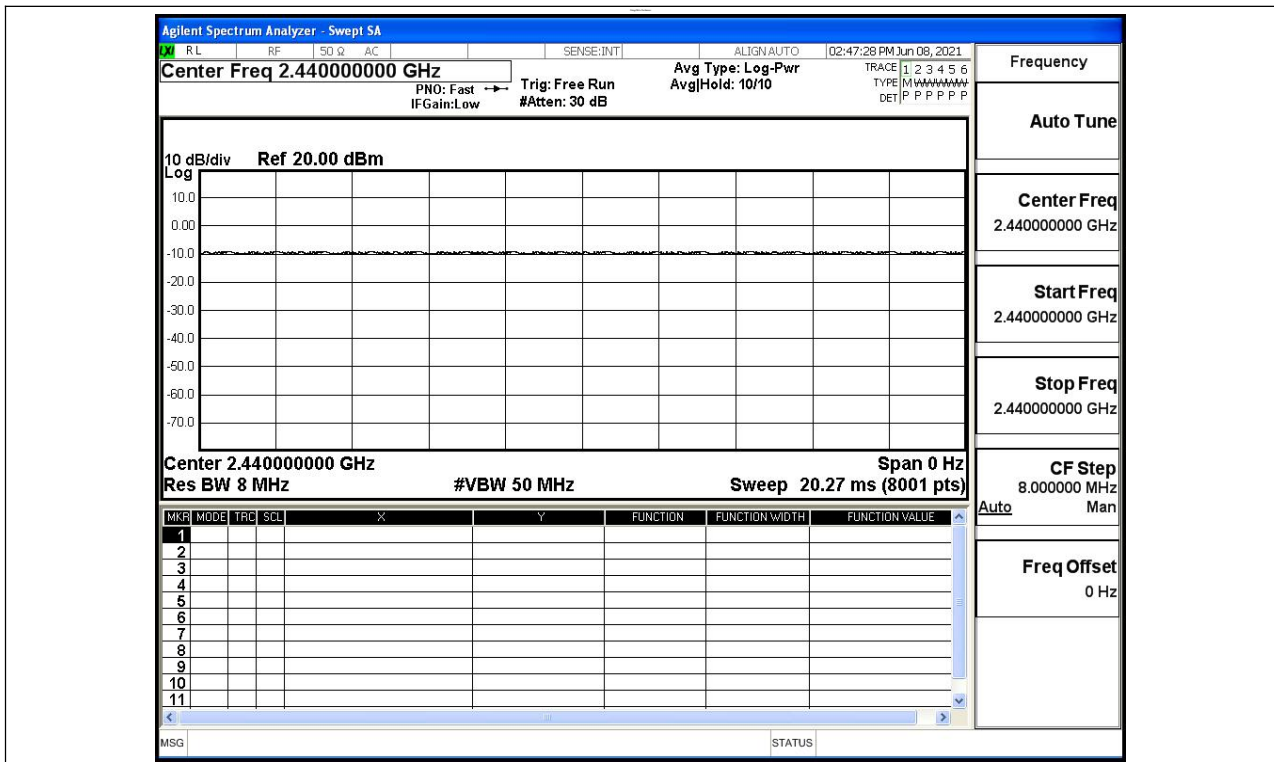 Agilent Spectrum Analyzer - Swept SA
LXI RL RF 50 Ω AC SENSE:INT ALIGN AUTO 02:47:28 PM Jun 08, 2021
Center Freq 2.440000000 GHz
PNO: Fast Trig: Free Run Avg Type: Log-Pwr TRACE 1 2 3 4 5 6
IFGain:Low #Atten: 30 dB Avg|Hold: 10/10 TYPE MWWWWW
DET P P P P P P
10 dB/div Ref 20.00 dBm
Log
10.0
0.00
-10.0
-20.0
-30.0
-40.0
-50.0
-60.0
-70.0
Center 2.440000000 GHz Span 0 Hz
Res BW 8 MHz #VBW 50 MHz Sweep 20.27 ms (8001 pts)
MKR MODE TRC SCL X Y FUNCTION FUNCTION WIDTH FUNCTION VALUE
1
2
3
4
5
6
7
8
9
10
11
MSG STATUS
Frequency
Auto Tune
Center Freq
2.440000000 GHz
Start Freq
2.440000000 GHz
Stop Freq
2.440000000 GHz
CF Step
8.000000 MHz
Auto Man
Freq Offset
0 Hz